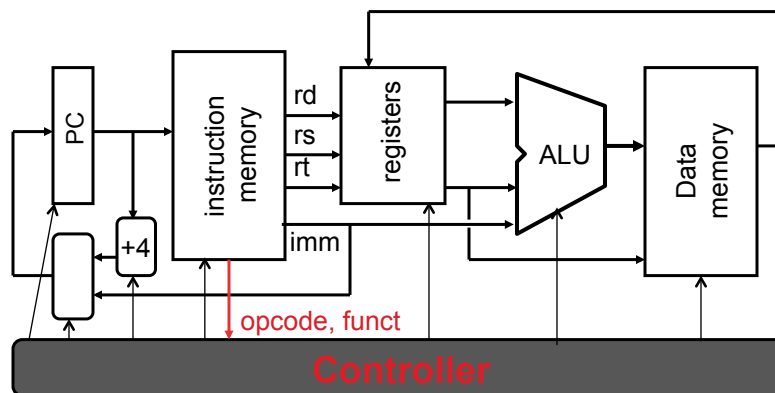 PC
+4
instruction
memory
rd
rs
rt
imm
registers
ALU
Data
memory
opcode, funct
Controller